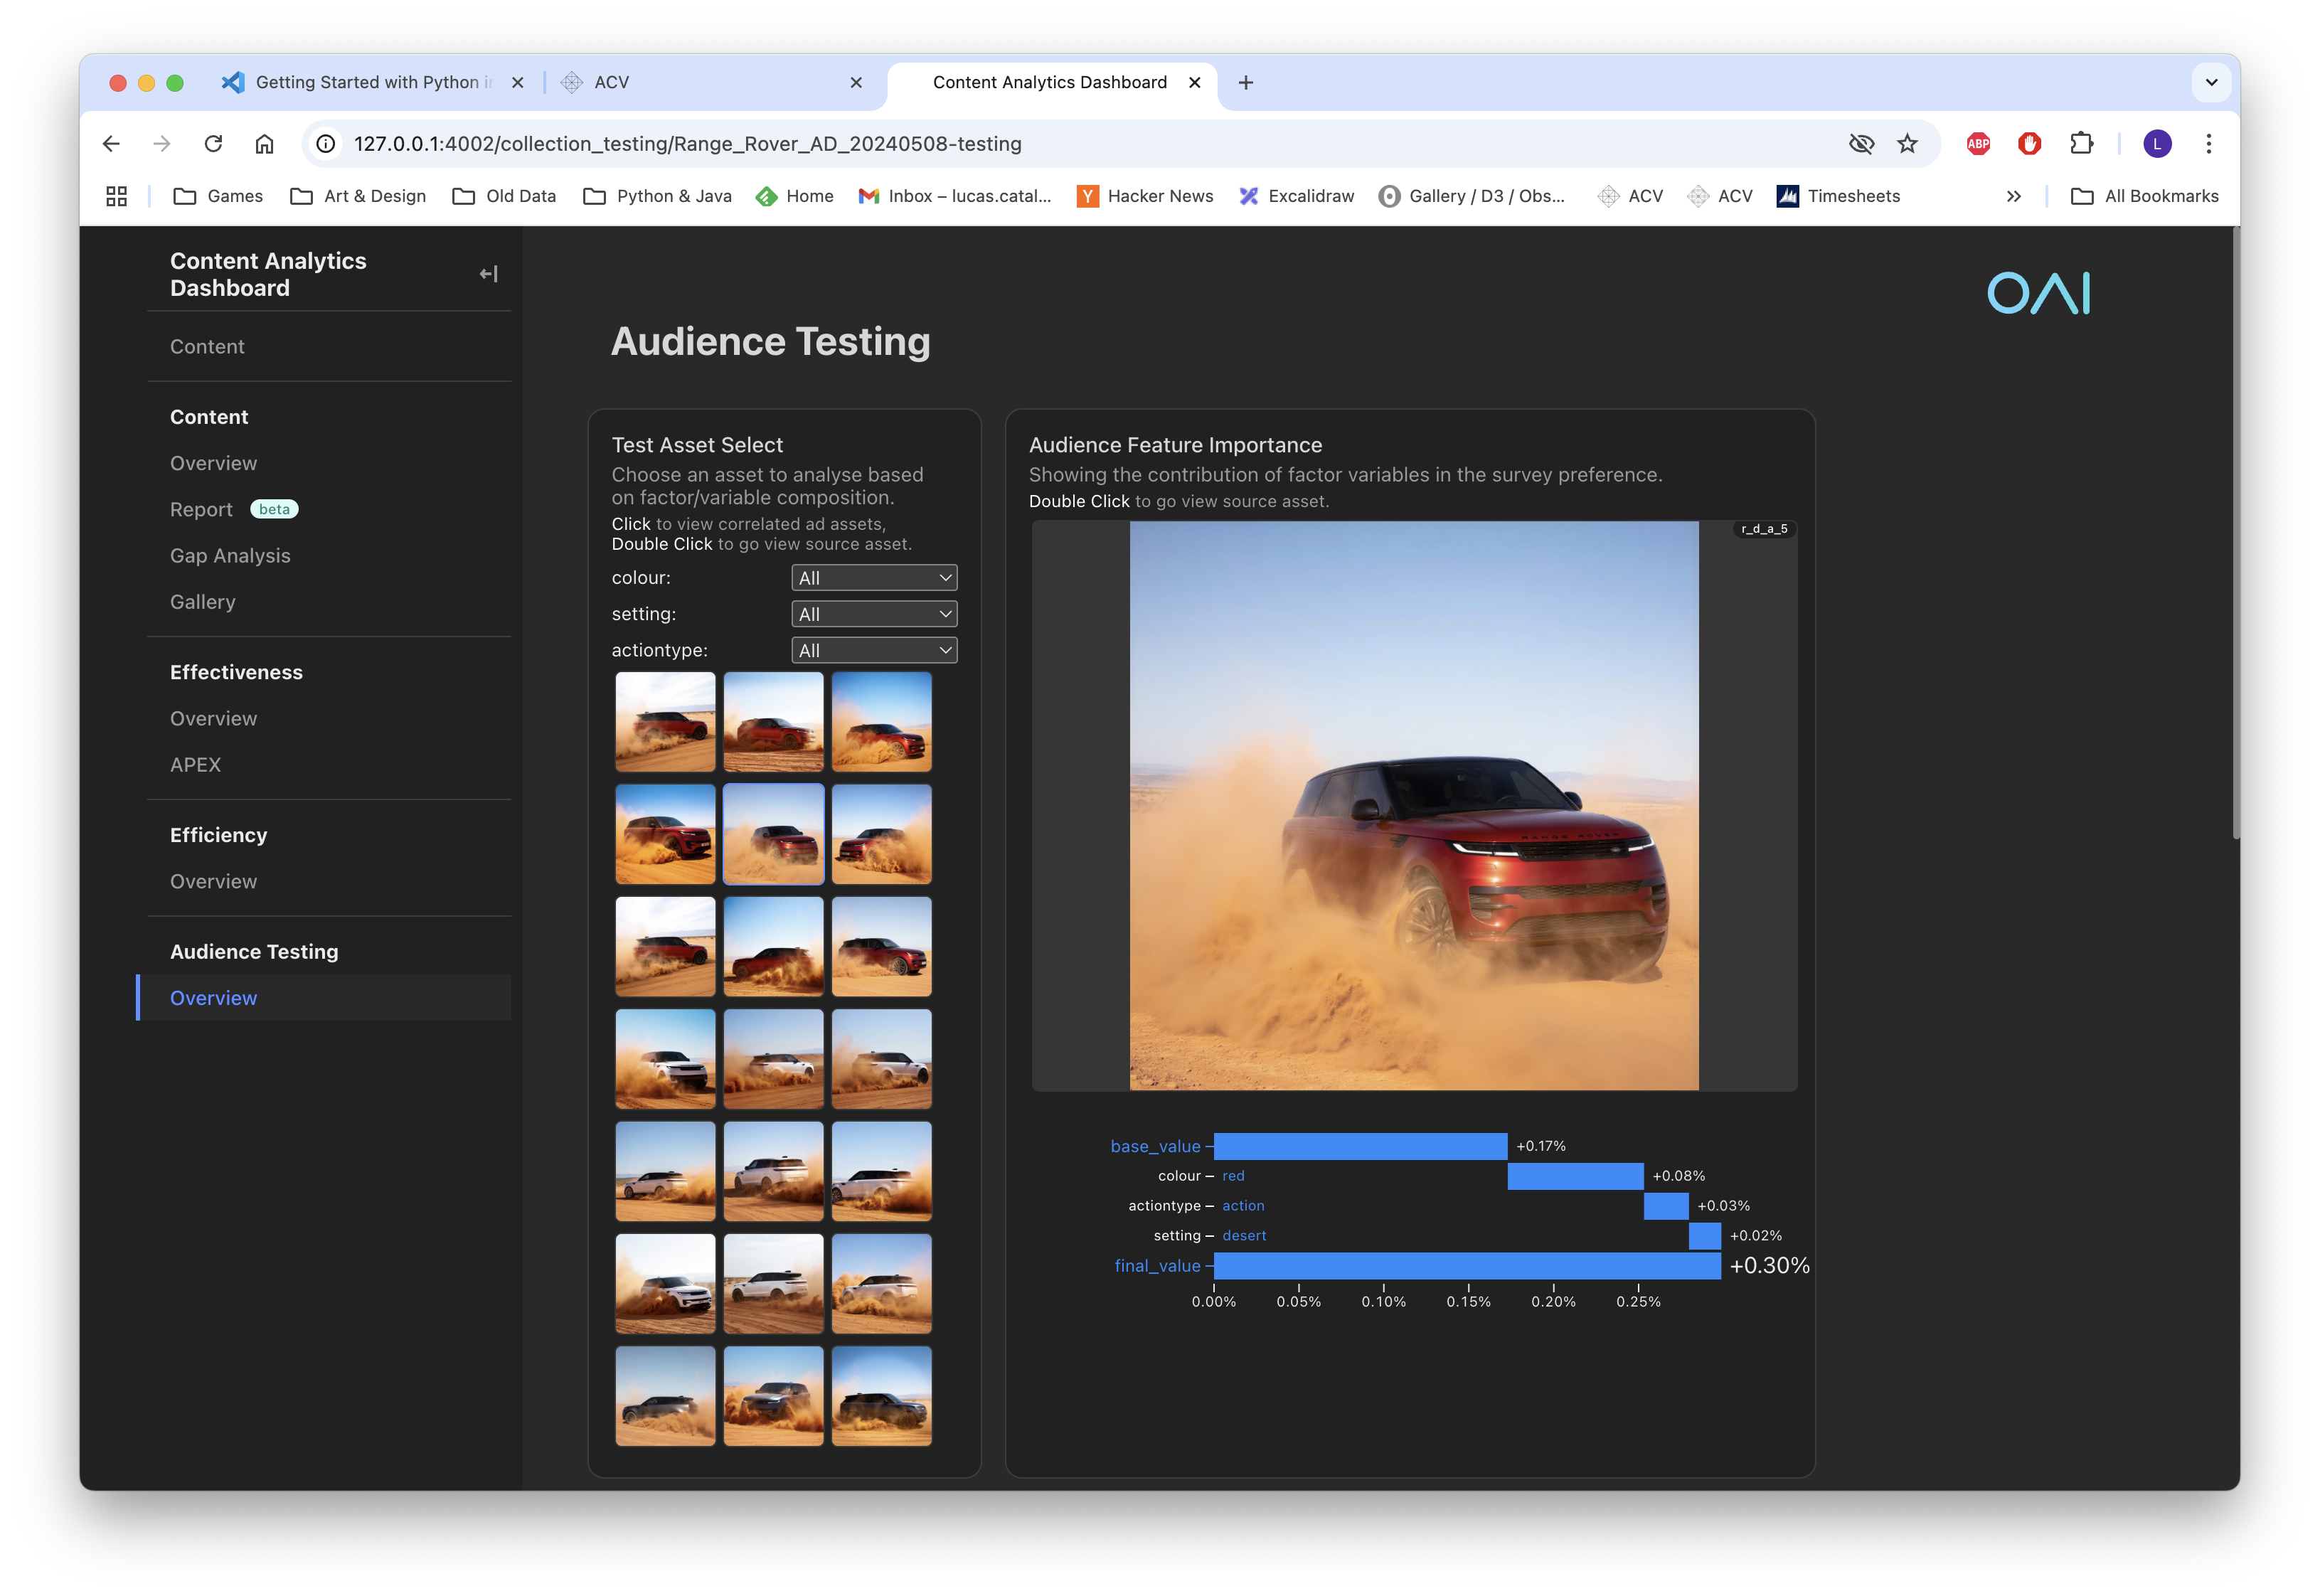 Getting Started with Python in
ACV
Content Analytics Dashboard
127.0.0.1:4002/collection_testing/Range_Rover_AD_20240508-testing
ABP
L
Games
Art & Design
Old Data
Python & Java
Home
Inbox – lucas.catal...
Y
Hacker News
Excalidraw
Gallery / D3 / Obs...
ACV
ACV
Timesheets
All Bookmarks
Content Analytics
Dashboard
Content
Content
Overview
Report beta
Gap Analysis
Gallery
Effectiveness
Overview
APEX
Efficiency
Overview
Audience Testing
Overview
OAI
Audience Testing
Test Asset Select
Choose an asset to analyse based
on factor/variable composition.
Click to view correlated ad assets,
Double Click to go view source asset.
colour: All
setting: All
actiontype: All
Audience Feature Importance
Showing the contribution of factor variables in the survey preference.
Double Click to go view source asset.
r_d_a_5
RANGE ROVER
base_value +0.17%
colour red +0.08%
actiontype action +0.03%
setting desert +0.02%
final_value +0.30%
0.00% 0.05% 0.10% 0.15% 0.20% 0.25%